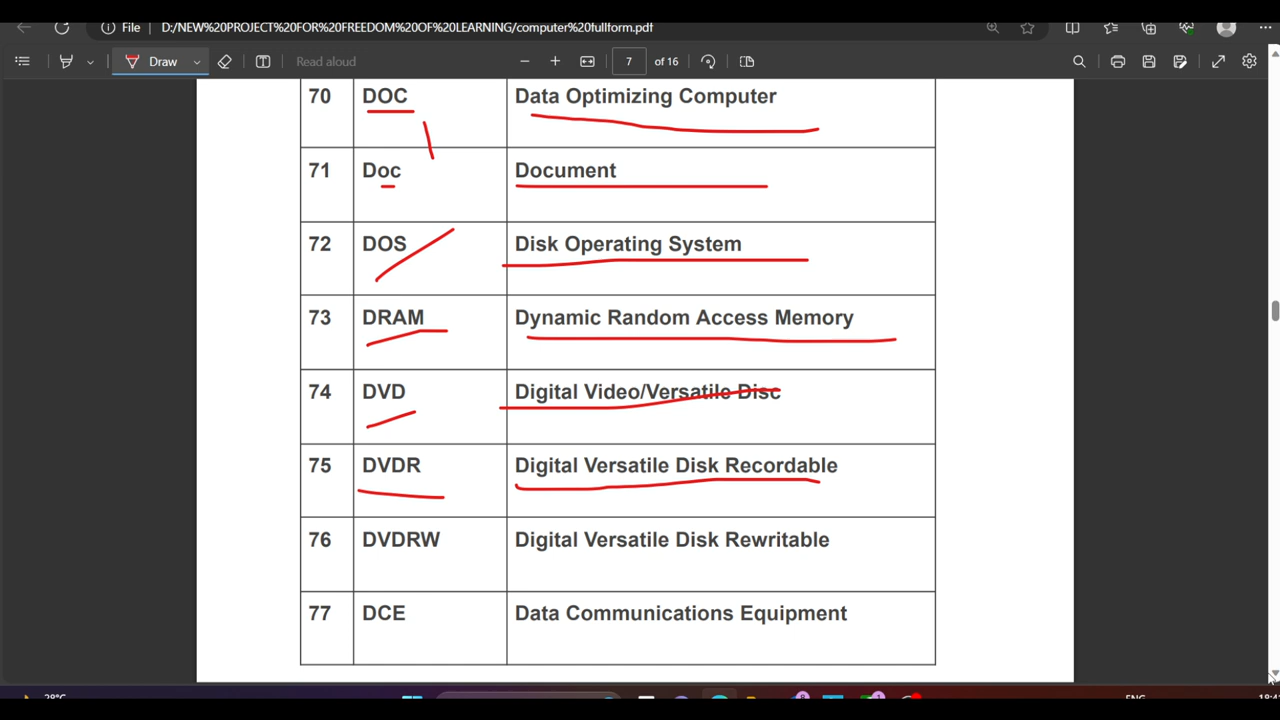 File D:/NEW%20PROJECT%20FOR%20FREEDOM%20OF%20LEARNING/computer%20fullform.pdf
Draw Read aloud 7 of 16
70 DOC Data Optimizing Computer
71 Doc Document
72 DOS Disk Operating System
73 DRAM Dynamic Random Access Memory
74 DVD Digital Video/Versatile Disc
75 DVDR Digital Versatile Disk Recordable
76 DVDRW Digital Versatile Disk Rewritable
77 DCE Data Communications Equipment
28°C ENG